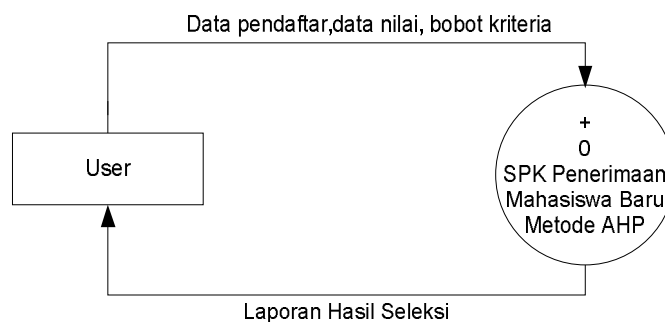 Data pendaftar,data nilai, bobot kriteria
User
+
0
SPK Penerimaan
Mahasiswa Baru
Metode AHP
Laporan Hasil Seleksi